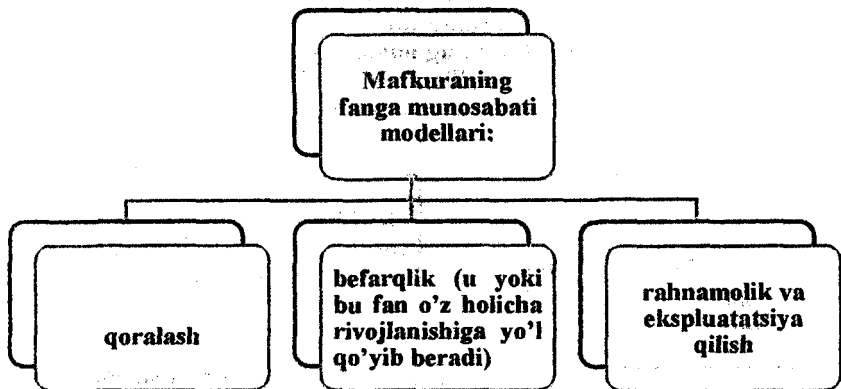 Mafkuraning
fanga munosabati
modellari:
qoralash
befarqlik (u yoki
bu fan o'z holicha
rivojlanishiga yo'l
qo'yib beradi)
rahnamolik va
ekspluatatsiya
qilish